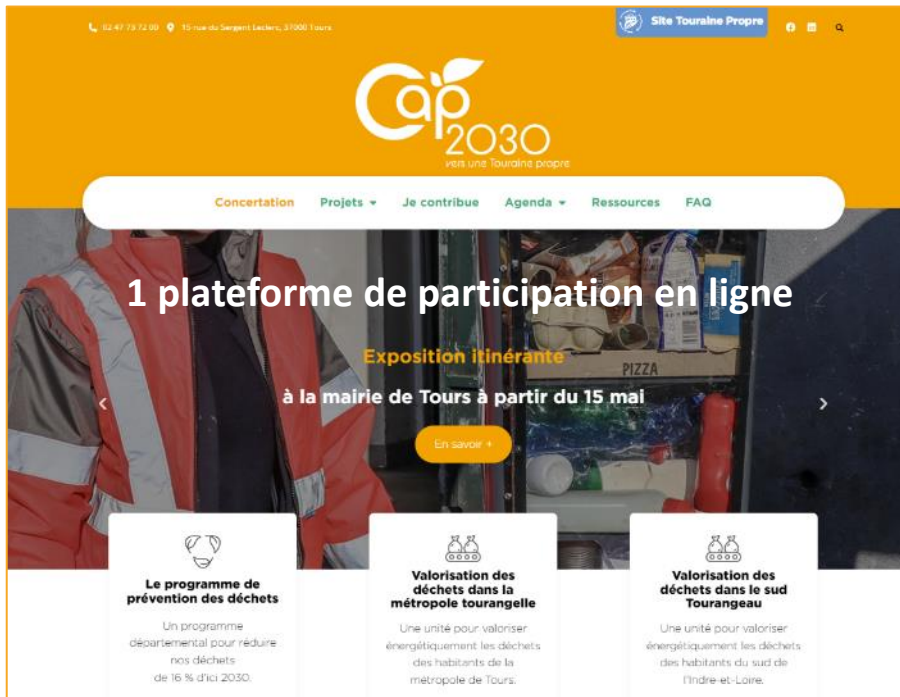 02 47 78 72 00 15 rue du Sergent Leclerc, 37000 Tours
Site Touraine Propre
Cap
2030
vers une Touraine propre
Concertation Projets Je contribue Agenda Ressources FAQ
1 plateforme de participation en ligne
Exposition itinérante
PIZZA
à la mairie de Tours à partir du 15 mai
En savoir +
Le programme de
prévention des déchets
Un programme
départemental pour réduire
nos déchets
de 16 % d'ici 2030.
Valorisation des
déchets dans la
métropole tourangelle
Une unité pour valoriser
énergétiquement les déchets
des habitants de la
métropole de Tours.
Valorisation des
déchets dans le sud
Tourangeau
Une unité pour valoriser
énergétiquement les déchets
des habitants du sud de
l'Indre-et-Loire.